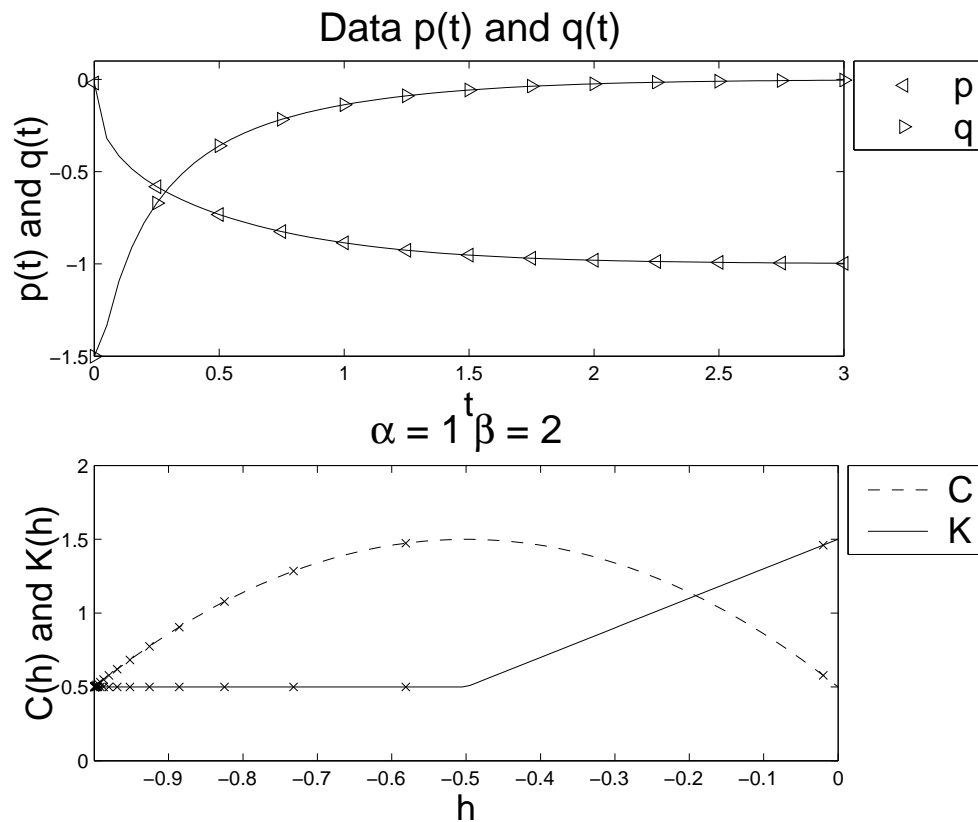 Data p(t) and q(t)
p(t) and q(t)
0
−0.5
−1
−1.5
0 0.5 1 1.5 2 2.5 3
t
p
q
α = 1 β = 2
C(h) and K(h)
2
1.5
1
0.5
0
−0.9 −0.8 −0.7 −0.6 −0.5 −0.4 −0.3 −0.2 −0.1 0
h
C
K